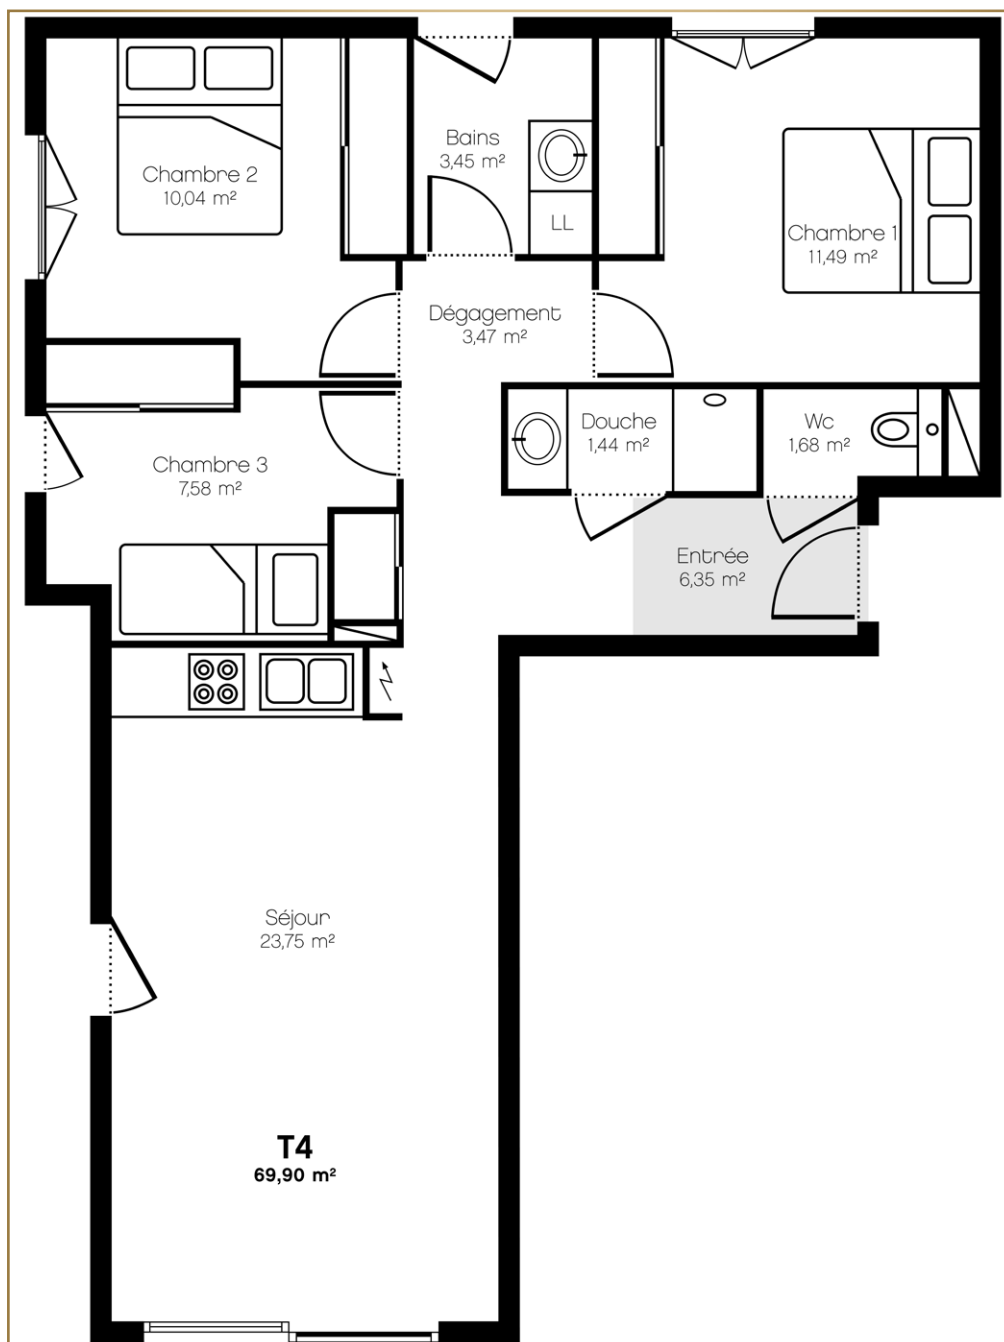 Bains
3,45 m²
Chambre 2
10,04 m²
LL
Chambre 1
11,49 m²
Dégagement
3,47 m²
Douche
1,44 m²
Wc
1,68 m²
Chambre 3
7,58 m²
Entrée
6,35 m²
Séjour
23,75 m²
T4
69,90 m²